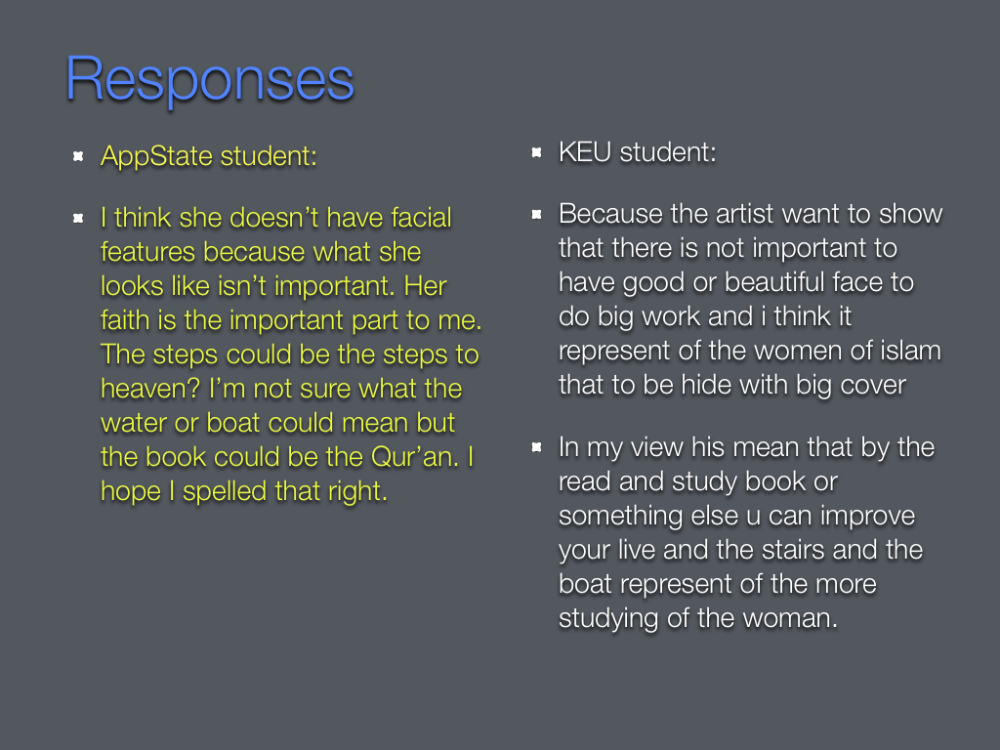 Responses
AppState student:
I think she doesn't have facial
features because what she
looks like isn't important. Her
faith is the important part to me.
The steps could be the steps to
heaven? I'm not sure what the
water or boat could mean but
the book could be the Qur'an. I
hope I spelled that right.
KEU student:
Because the artist want to show
that there is not important to
have good or beautiful face to
do big work and i think it
represent of the women of islam
that to be hide with big cover
In my view his mean that by the
read and study book or
something else u can improve
your live and the stairs and the
boat represent of the more
studying of the woman.